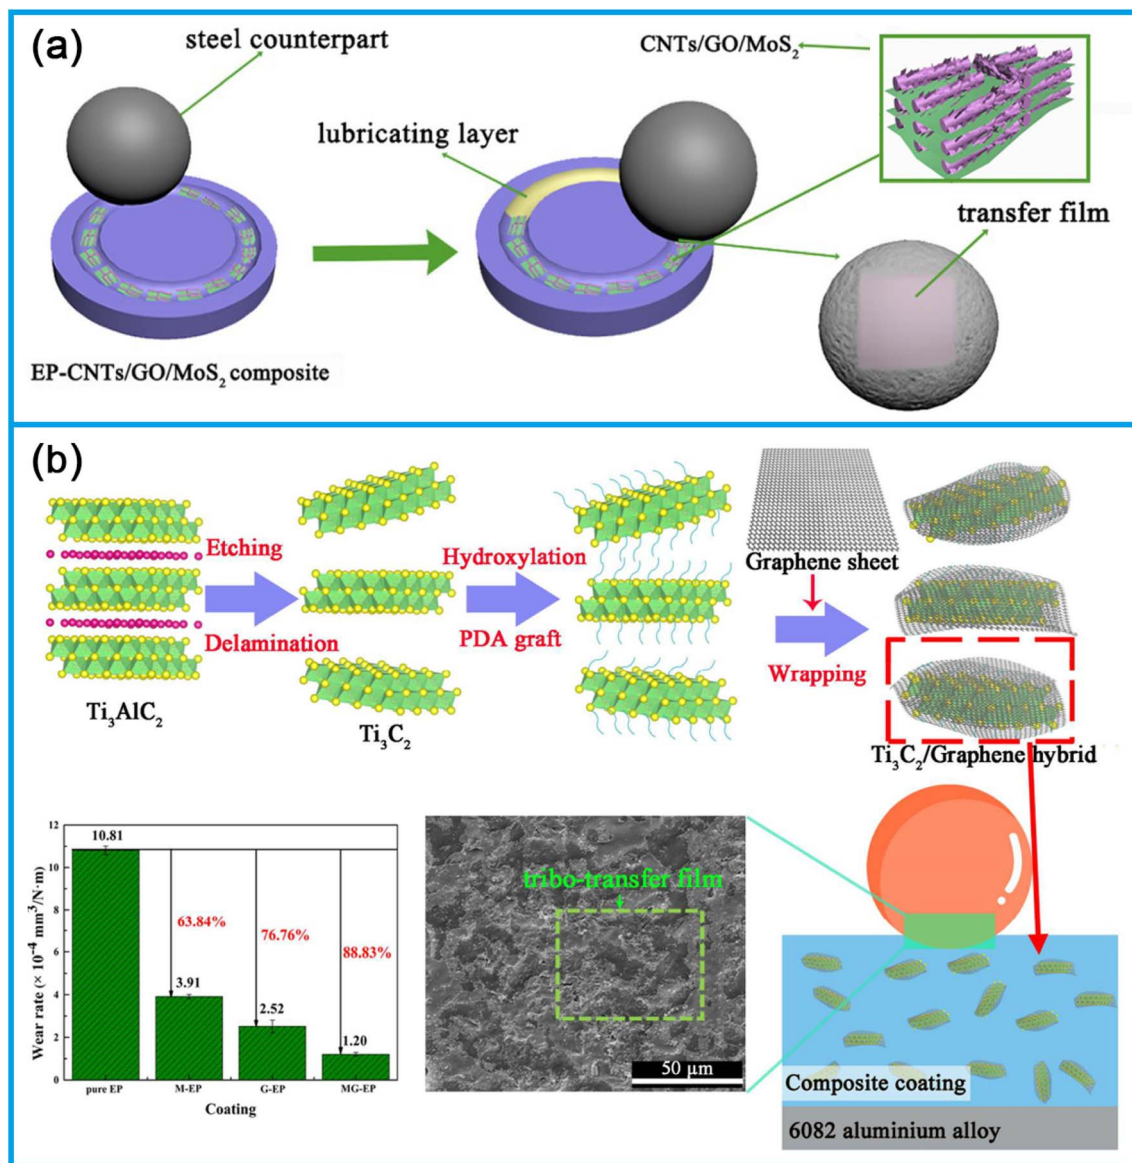 (a)
steel counterpart
lubricating layer
CNTs/GO/MoS₂
transfer film
EP-CNTs/GO/MoS₂ composite
(b)
Etching
Delamination
Hydroxylation
PDA graft
Graphene sheet
Wrapping
Ti₃AlC₂
Ti₃C₂
Ti₃C₂/Graphene hybrid
Wear rate (× 10⁻⁴ mm³/N·m)
12
10
8
6
4
2
0
10.81
63.84%
3.91
76.76%
2.52
88.83%
1.20
pure EP
M-EP
G-EP
MG-EP
Coating
tribo-transfer film
50 µm
Composite coating
6082 aluminium alloy